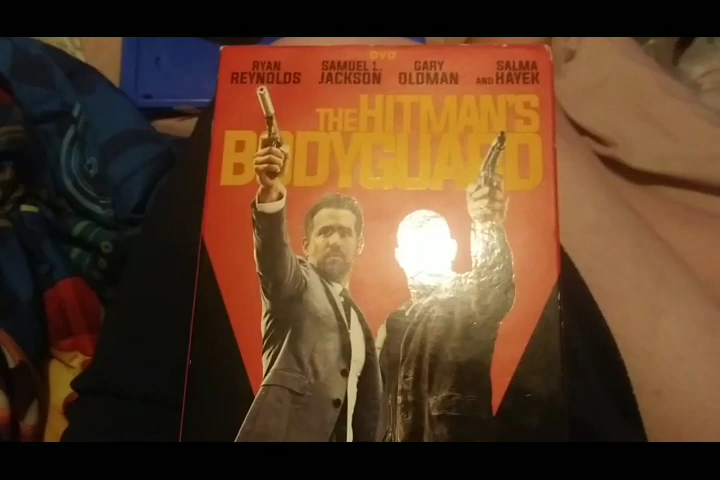 DVD
RYAN REYNOLDS SAMUEL L. JACKSON GARY OLDMAN AND SALMA HAYEK
THE HITMAN'S
BODYGUARD